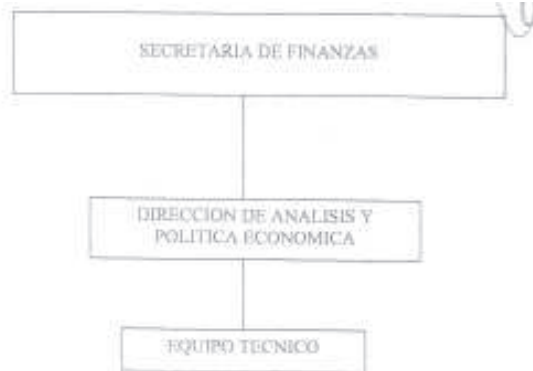 SECRETARIA DE FINANZAS
DIRECCION DE ANALISIS Y
POLITICA ECONOMICA
EQUIPO TECNICO